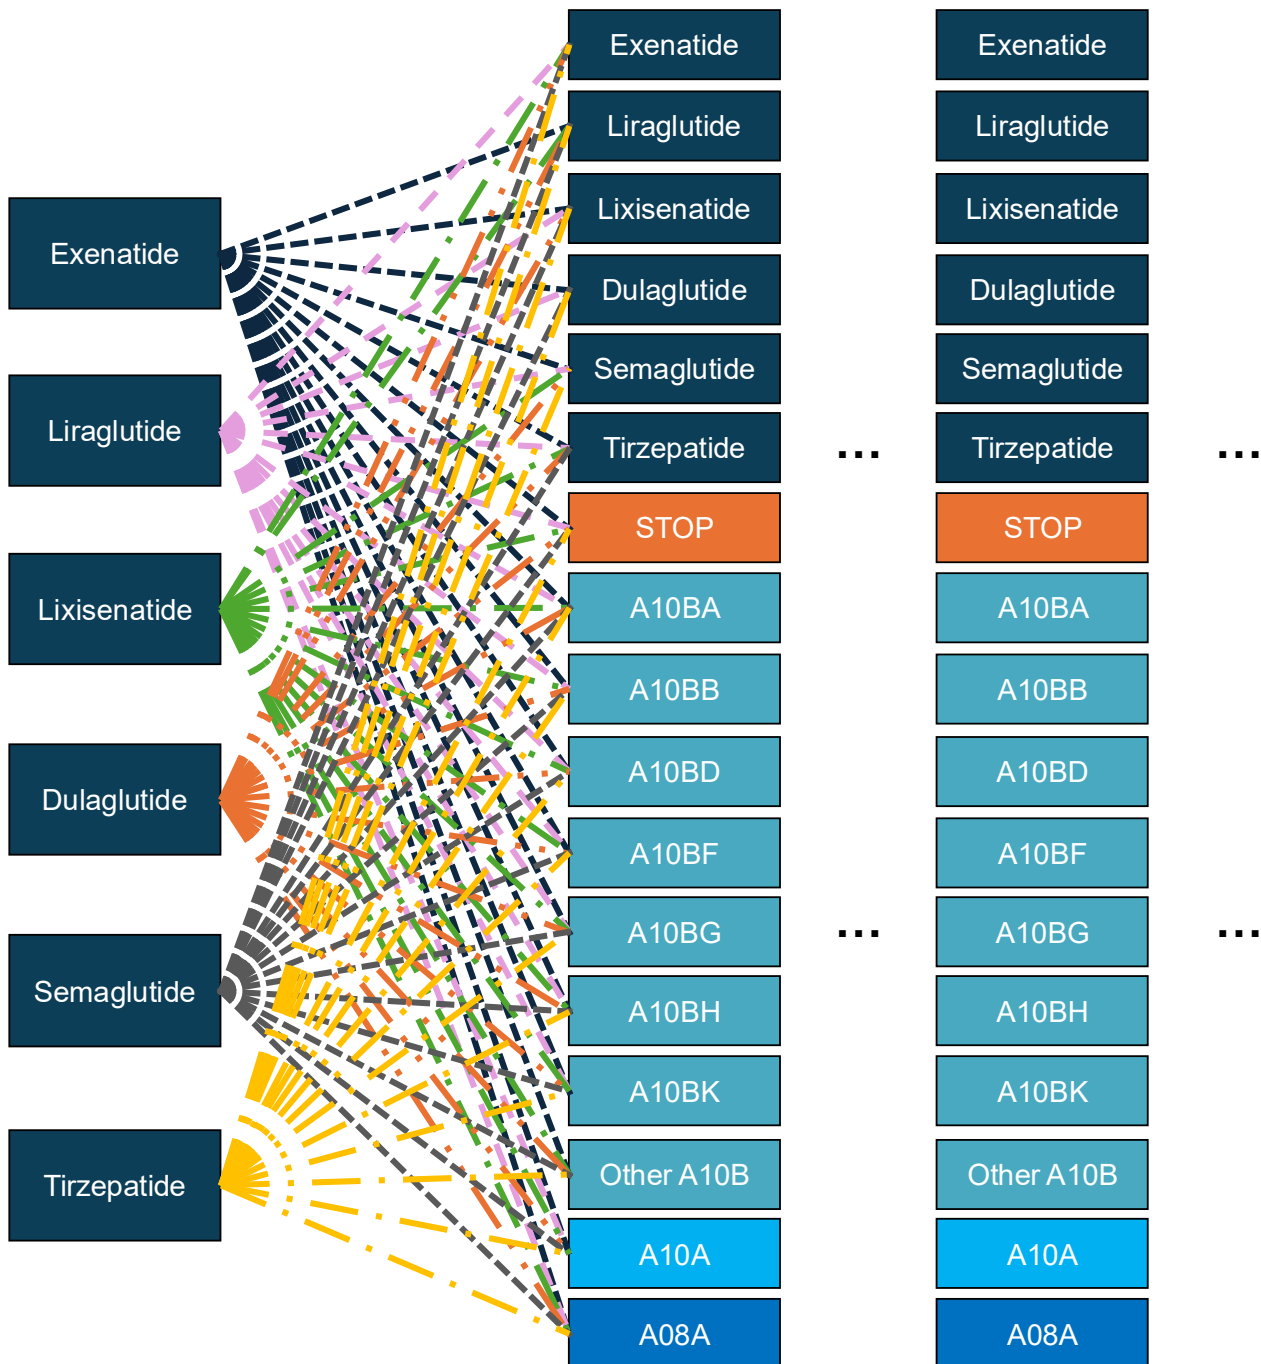 Exenatide
Liraglutide
Lixisenatide
Dulaglutide
Semaglutide
Tirzepatide
Exenatide
Liraglutide
Lixisenatide
Dulaglutide
Semaglutide
Tirzepatide
STOP
A10BA
A10BB
A10BD
A10BF
A10BG
A10BH
A10BK
Other A10B
A10A
A08A
...
...
Exenatide
Liraglutide
Lixisenatide
Dulaglutide
Semaglutide
Tirzepatide
STOP
A10BA
A10BB
A10BD
A10BF
A10BG
A10BH
A10BK
Other A10B
A10A
A08A
...
...